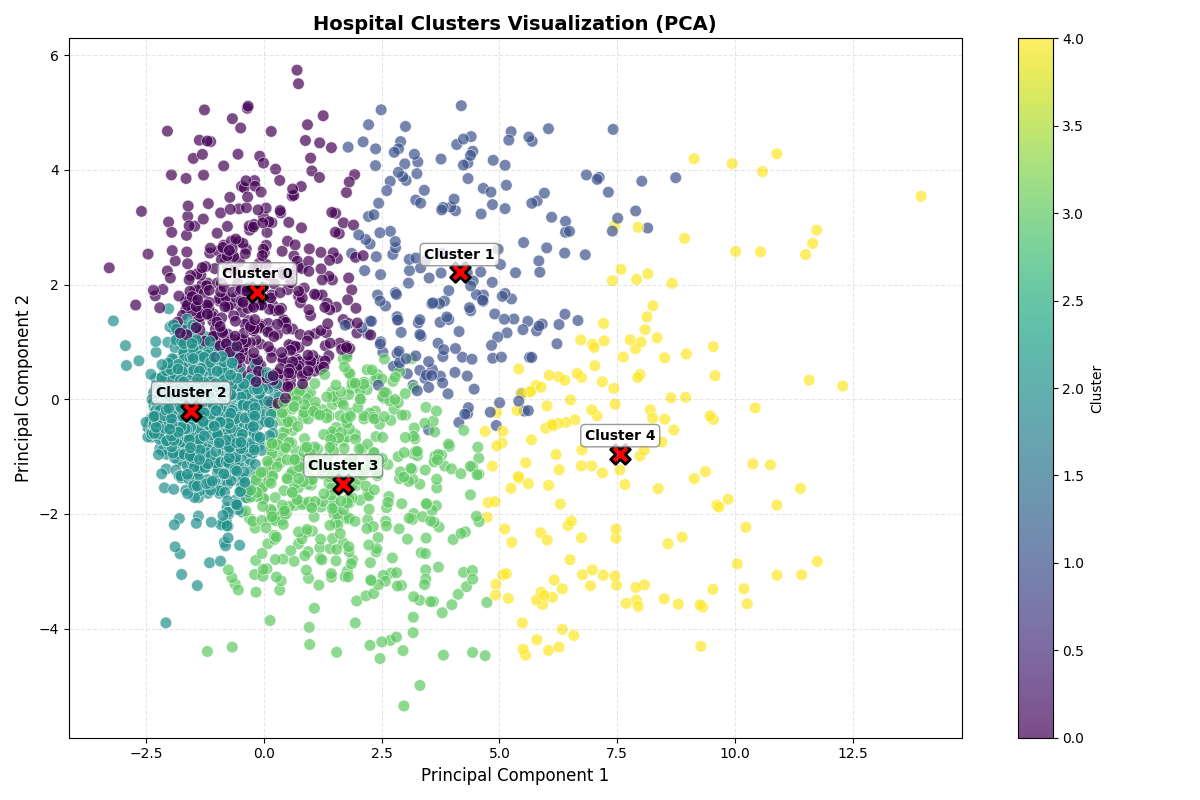 Hospital Clusters Visualization (PCA)
6
4
2
0
−2
−4
Principal Component 2
Cluster 0
Cluster 1
Cluster 2
Cluster 3
Cluster 4
−2.5
0.0
2.5
5.0
7.5
10.0
12.5
Principal Component 1
4.0
3.5
3.0
2.5
2.0
1.5
1.0
0.5
0.0
Cluster